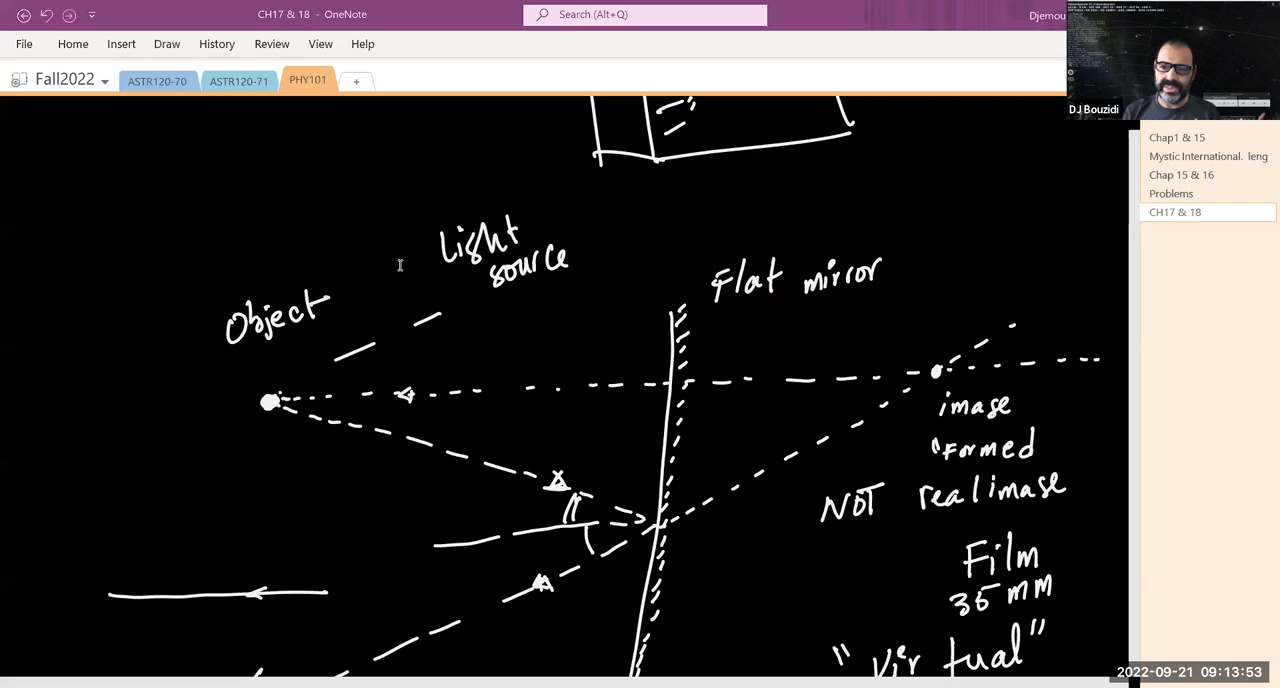 CH17 & 18 - OneNote
Search (Alt+Q)
Djemou
File Home Insert Draw History Review View Help
Fall2022
ASTR120-70
ASTR120-71
PHY101
+
DJ Bouzidi
Chap1 & 15
Mystic International. leng
Chap 15 & 16
Problems
CH17 & 18
Light
source
Flat mirror
Object
image
Formed
NOT real image
Film
35 mm
"Virtual"
2022-09-21 09:13:53